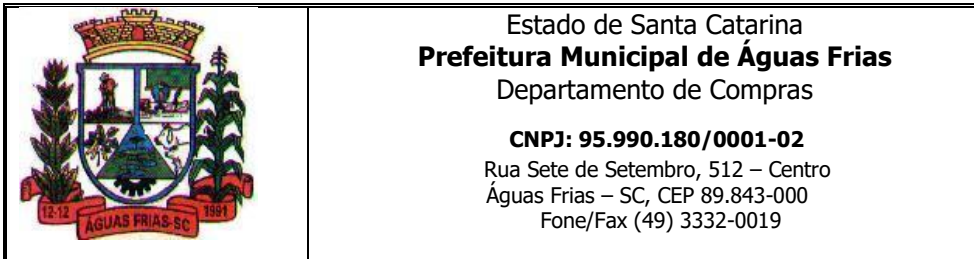 12-12
ÁGUAS FRIAS-SC
1991
Estado de Santa Catarina
Prefeitura Municipal de Águas Frias
Departamento de Compras
CNPJ: 95.990.180/0001-02
Rua Sete de Setembro, 512 – Centro
Águas Frias – SC, CEP 89.843-000
Fone/Fax (49) 3332-0019